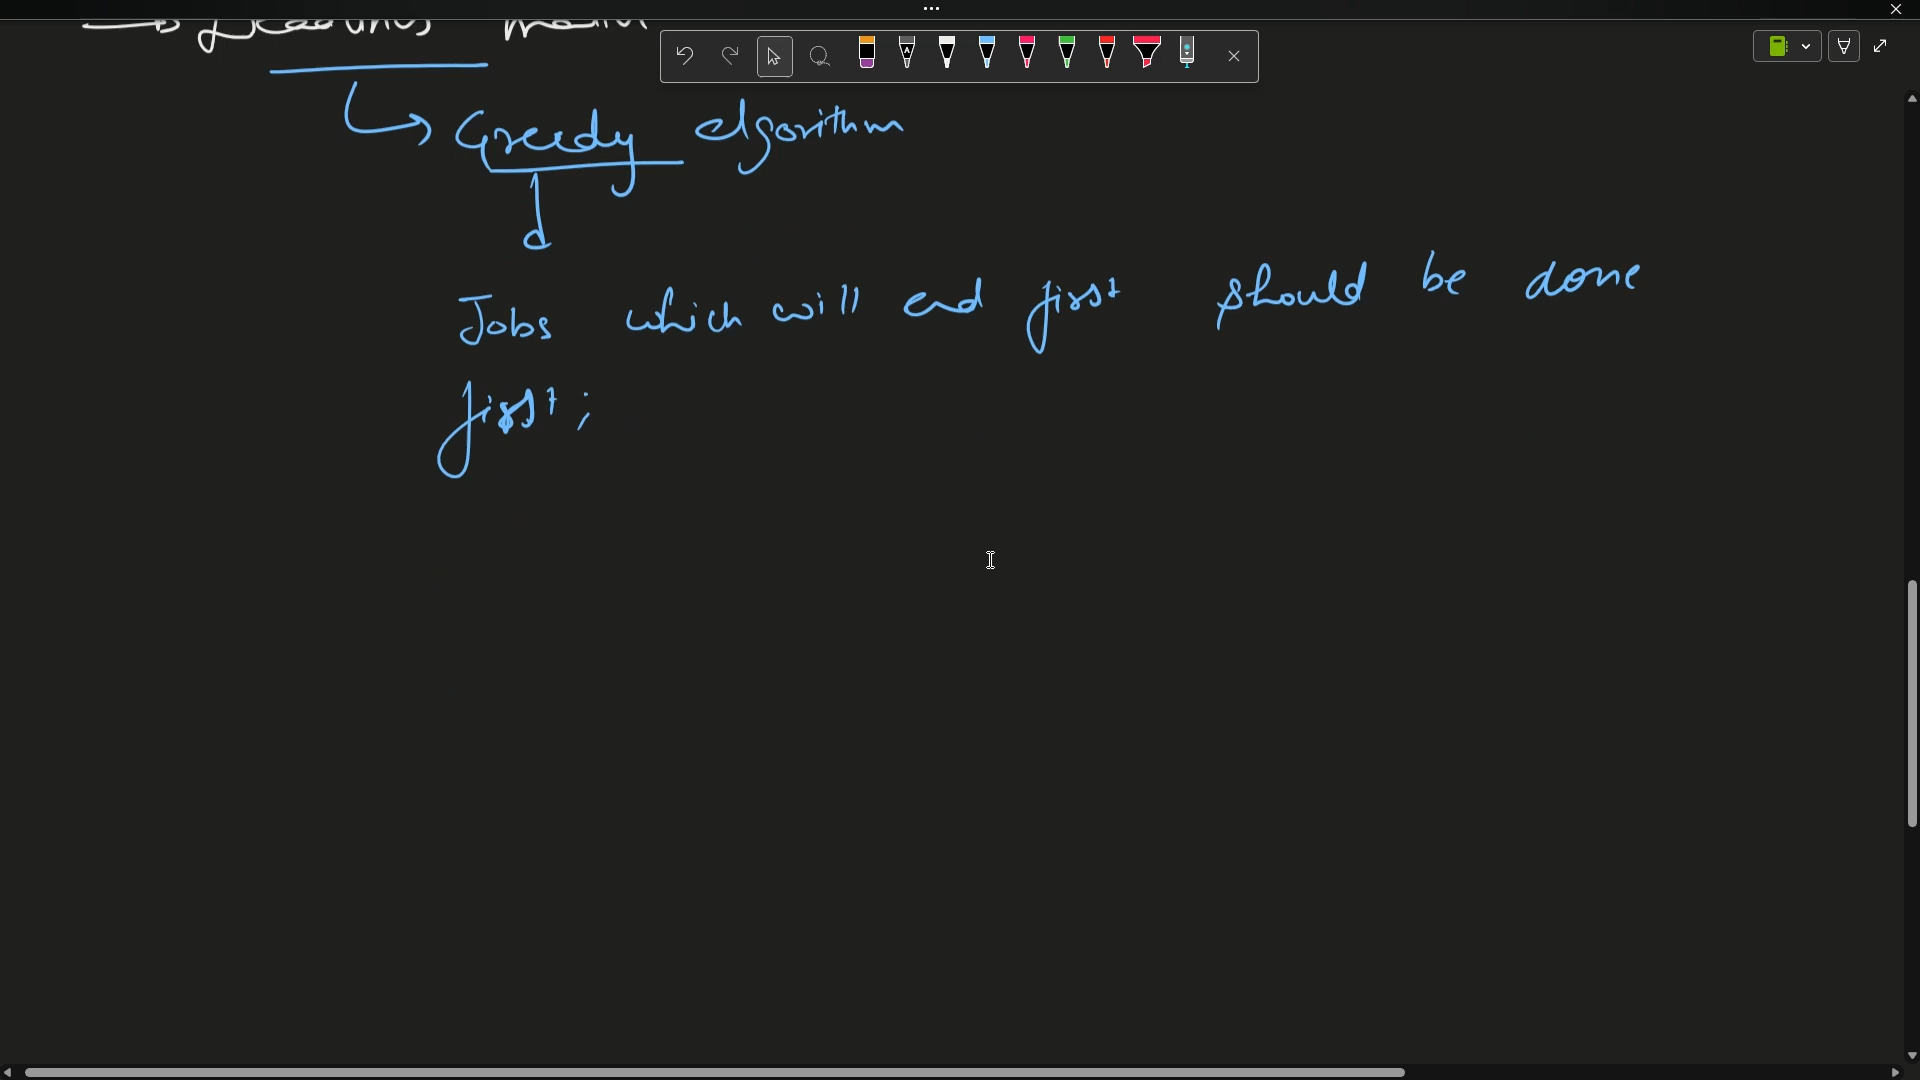 Greedy algorithm
Jobs which will end first should be done
first;